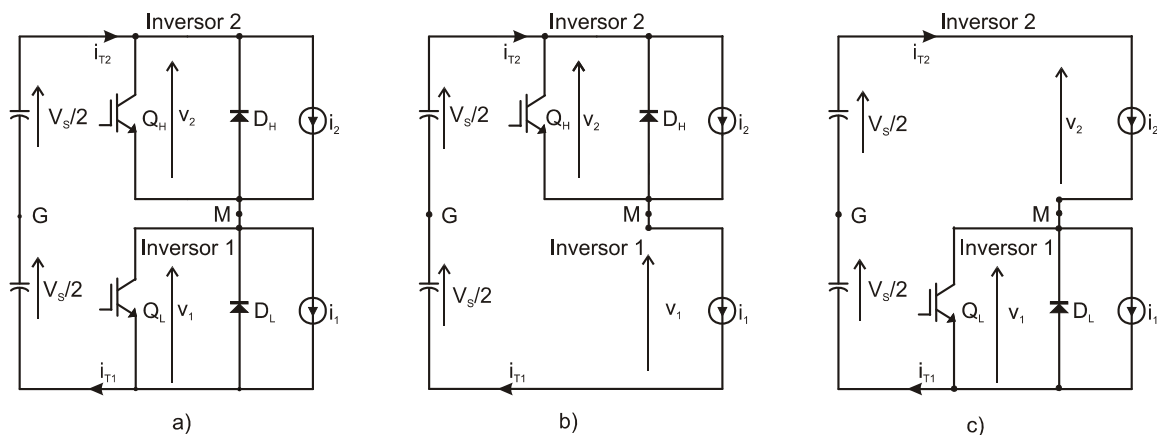 Inversor 2
i_T2
V_S/2
Q_H
v_2
D_H
i_2
G
M
Inversor 1
V_S/2
Q_L
v_1
D_L
i_1
i_T1
a)
Inversor 2
i_T2
V_S/2
Q_H
v_2
D_H
i_2
G
M
Inversor 1
V_S/2
v_1
i_1
i_T1
b)
Inversor 2
i_T2
V_S/2
v_2
i_2
G
M
Inversor 1
V_S/2
Q_L
v_1
D_L
i_1
i_T1
c)